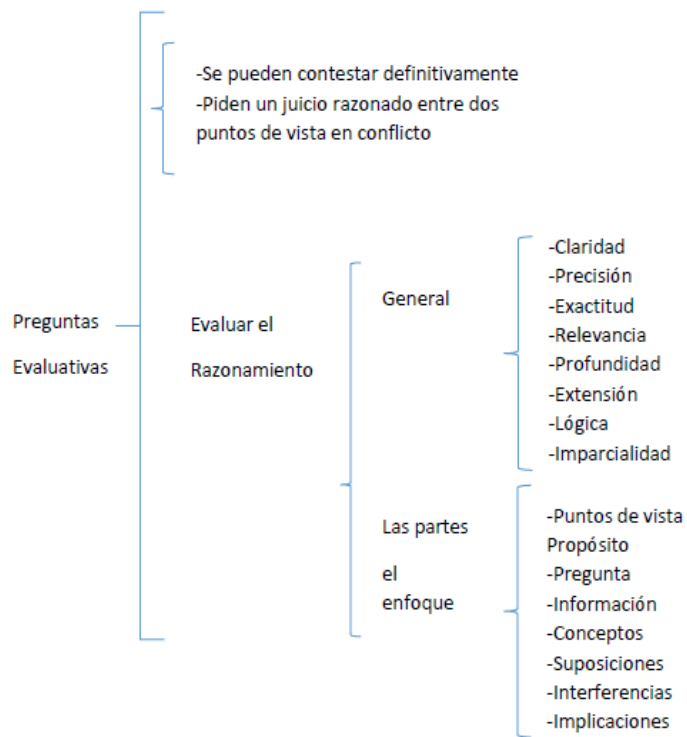 -Se pueden contestar definitivamente
-Piden un juicio razonado entre dos
puntos de vista en conflicto
Preguntas
Evaluativas
Evaluar el
Razonamiento
General
-Claridad
-Precisión
-Exactitud
-Relevancia
-Profundidad
-Extensión
-Lógica
-Imparcialidad
Las partes
el
enfoque
-Puntos de vista
Propósito
-Pregunta
-Información
-Conceptos
-Suposiciones
-Interferencias
-Implicaciones